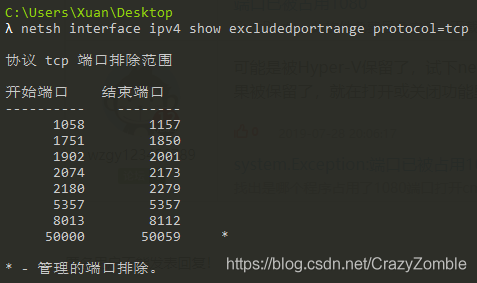 C:\Users\Xuan\Desktop
λ netsh interface ipv4 show excludedportrange protocol=tcp
协议 tcp 端口排除范围
开始端口 结束端口
---------- --------
1058 1157
1751 1850
1902 2001
2074 2173
2180 2279
5357 5357
8013 8112
50000 50059 *
* - 管理的端口排除。
https://blog.csdn.net/CrazyZombie